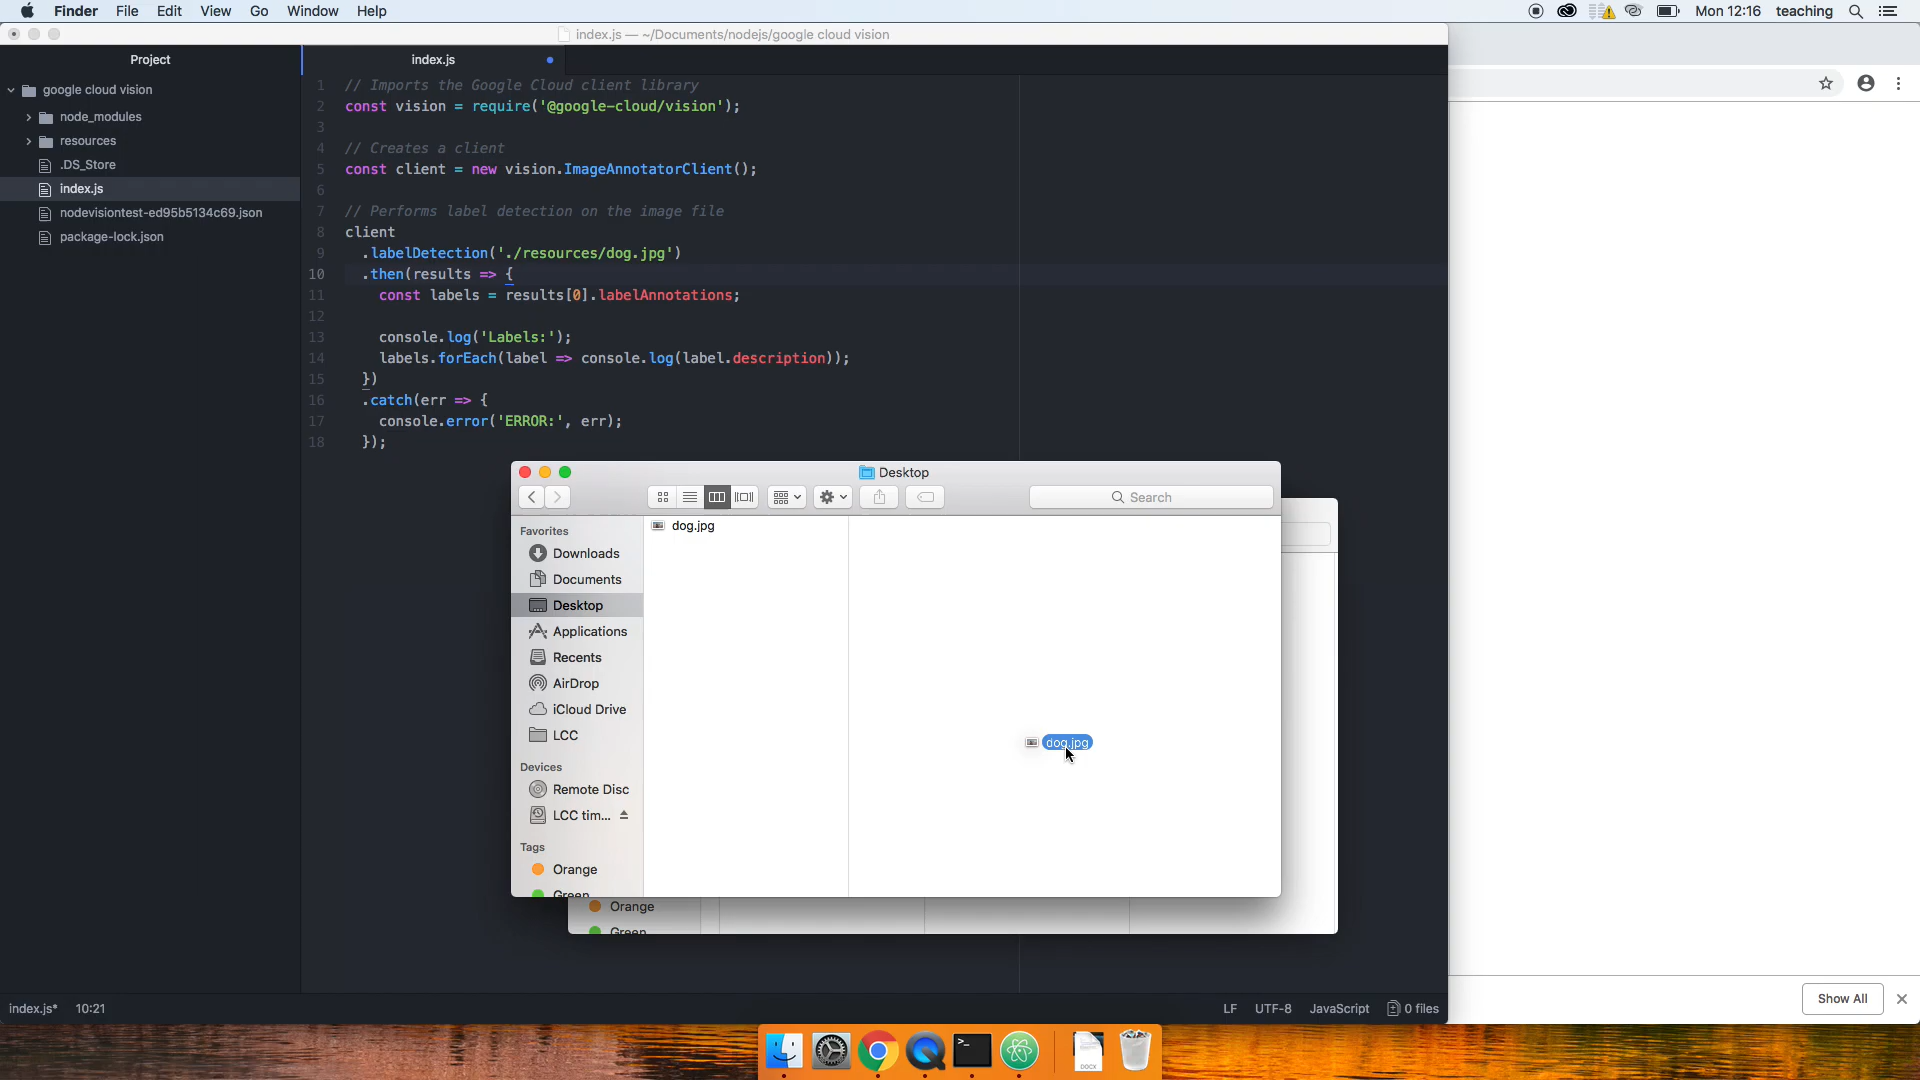 Finder File Edit View Go Window Help
Mon 12:16 teaching
index.js — ~/Documents/nodejs/google cloud vision
Project
index.js
google cloud vision
node_modules
resources
.DS_Store
index.js
nodevisiontest-ed95b5134c69.json
package-lock.json
1 // Imports the Google Cloud client library
2 const vision = require('@google-cloud/vision');
3
4 // Creates a client
5 const client = new vision.ImageAnnotatorClient();
6
7 // Performs label detection on the image file
8 client
9 .labelDetection('./resources/dog.jpg')
10 .then(results => {
11 const labels = results[0].labelAnnotations;
12
13 console.log('Labels:');
14 labels.forEach(label => console.log(label.description));
15 })
16 .catch(err => {
17 console.error('ERROR:', err);
18 });
Desktop
Search
Favorites
Downloads
Documents
Desktop
Applications
Recents
AirDrop
iCloud Drive
LCC
Devices
Remote Disc
LCC tim...
Tags
Orange
Green
dog.jpg
dog.jpg
Orange
Green
index.js* 10:21
LF UTF-8 JavaScript 0 files
Show All
DOCX